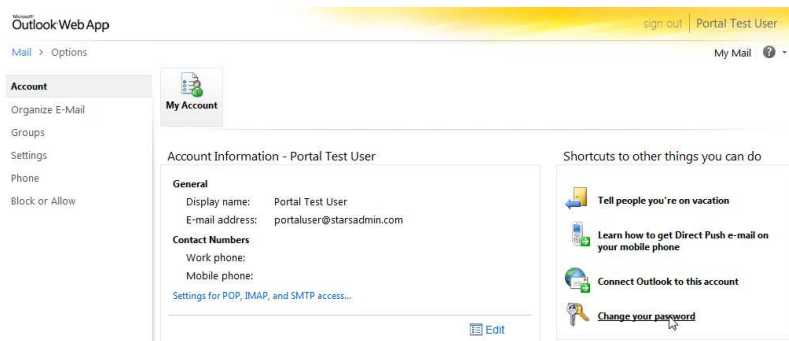 Microsoft®
Outlook Web App
sign out | Portal Test User
Mail > Options
My Mail
Account
Organize E-Mail
Groups
Settings
Phone
Block or Allow
My Account
Account Information - Portal Test User
General
Display name: Portal Test User
E-mail address: portaluser@starsadmin.com
Contact Numbers
Work phone:
Mobile phone:
Settings for POP, IMAP, and SMTP access...
Edit
Shortcuts to other things you can do
Tell people you're on vacation
Learn how to get Direct Push e-mail on
your mobile phone
Connect Outlook to this account
Change your password